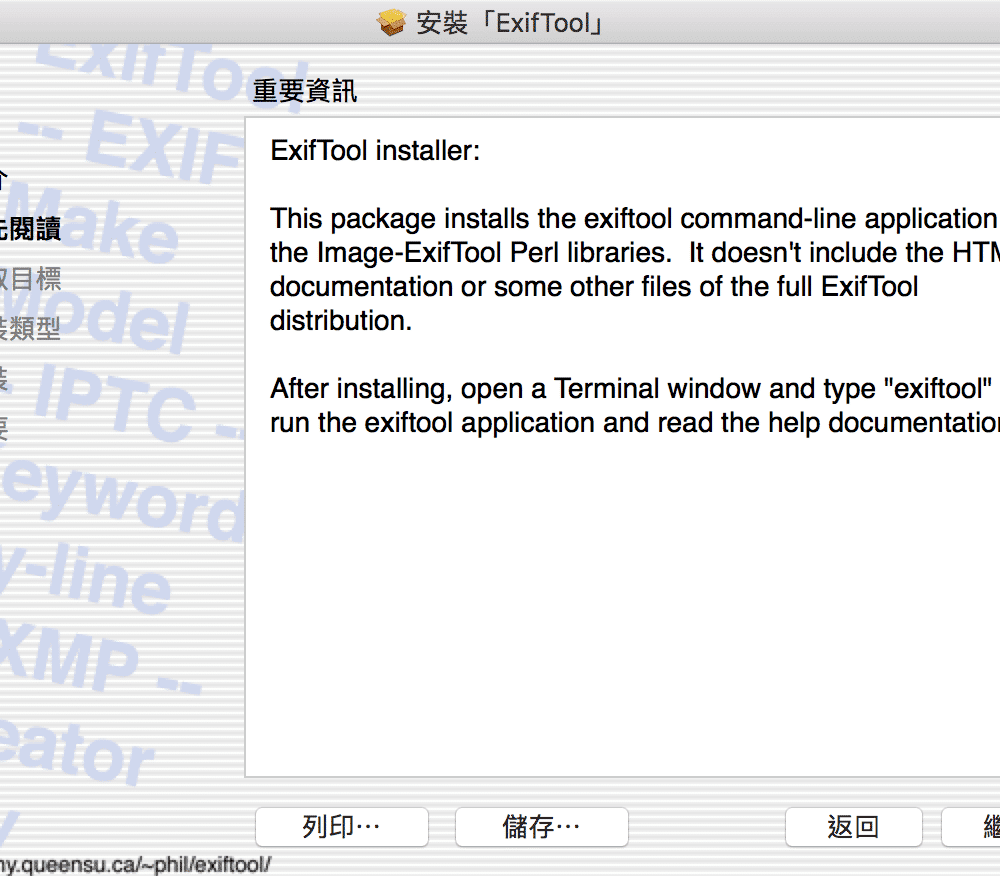 安裝「ExifTool」
ExifTool
-- EXIF
Make
Model
IPTC --
eyword
y-line
XMP --
eator
ny.queensu.ca/~phil/exiftool/
介
先閱讀
取目標
裝類型
裝
要
重要資訊
ExifTool installer:
This package installs the exiftool command-line application
the Image-ExifTool Perl libraries.  It doesn't include the HTM
documentation or some other files of the full ExifTool
distribution.
After installing, open a Terminal window and type "exiftool"
run the exiftool application and read the help documentation
列印…
儲存…
返回
繼